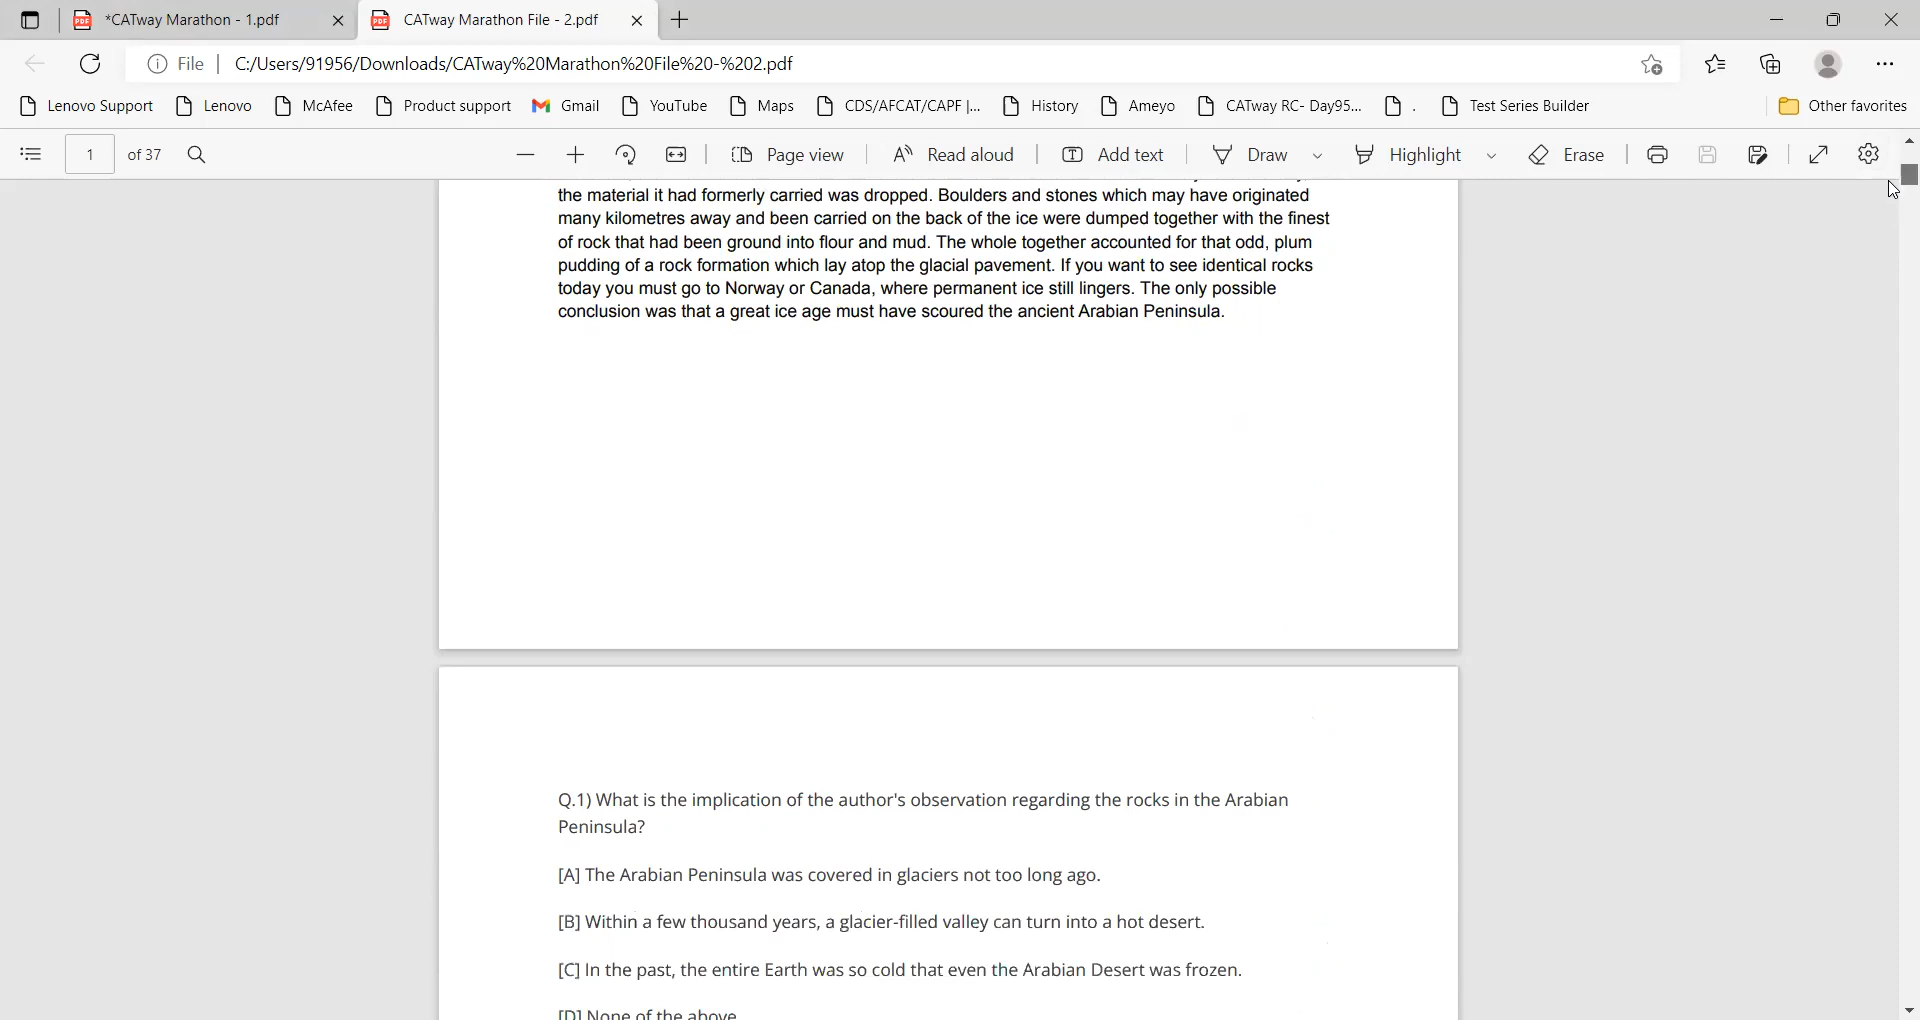 *CATway Marathon - 1.pdf
CATway Marathon File - 2.pdf
File
C:/Users/91956/Downloads/CATway%20Marathon%20File%20-%202.pdf
Lenovo Support
Lenovo
McAfee
Product support
Gmail
YouTube
Maps
CDS/AFCAT/CAPF |...
History
Ameyo
CATway RC- Day95...
.
Test Series Builder
Other favorites
1
of 37
Page view
Read aloud
Add text
Draw
Highlight
Erase
the material it had formerly carried was dropped. Boulders and stones which may have originated
many kilometres away and been carried on the back of the ice were dumped together with the finest
of rock that had been ground into flour and mud. The whole together accounted for that odd, plum
pudding of a rock formation which lay atop the glacial pavement. If you want to see identical rocks
today you must go to Norway or Canada, where permanent ice still lingers. The only possible
conclusion was that a great ice age must have scoured the ancient Arabian Peninsula.
Q.1) What is the implication of the author's observation regarding the rocks in the Arabian
Peninsula?
[A] The Arabian Peninsula was covered in glaciers not too long ago.
[B] Within a few thousand years, a glacier-filled valley can turn into a hot desert.
[C] In the past, the entire Earth was so cold that even the Arabian Desert was frozen.
[D] None of the above